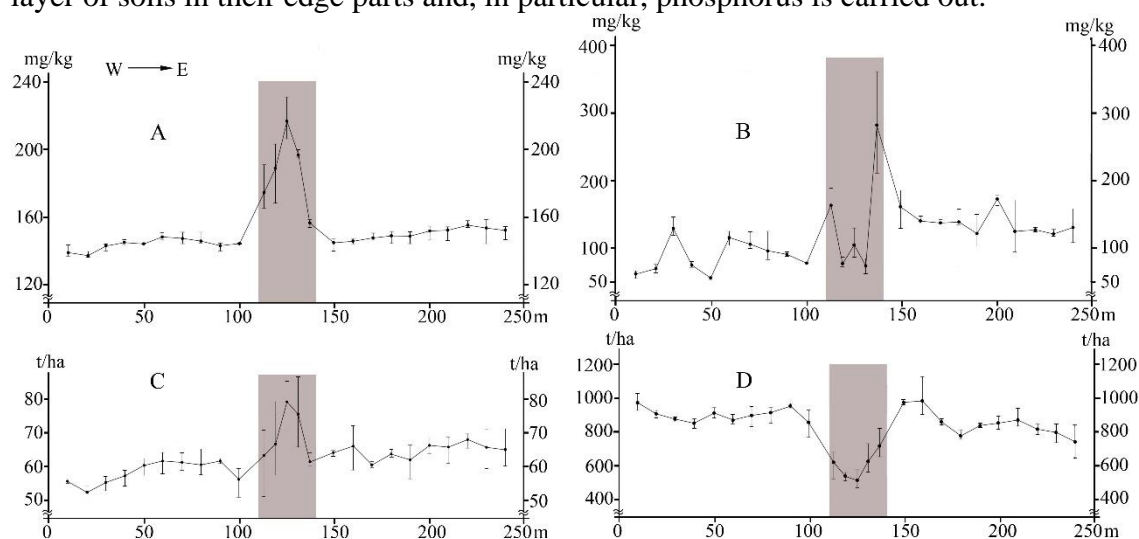 layer of soils in their edge parts and, in particular, phosphorus is carried out.
mg/kg mg/kg
W E
240 240
A
200 200
160 160
120 120
0 50 100 150 200 250 m
mg/kg mg/kg
400 400
300 300
B
200 200
100 100
50 50
0 50 100 150 200 250 m
t/ha t/ha
C
80 80
70 70
60 60
50 50
0 50 100 150 200 250 m
t/ha t/ha
1200 1200
D
1000 1000
800 800
600 600
400 400
0 50 100 150 200 250 m